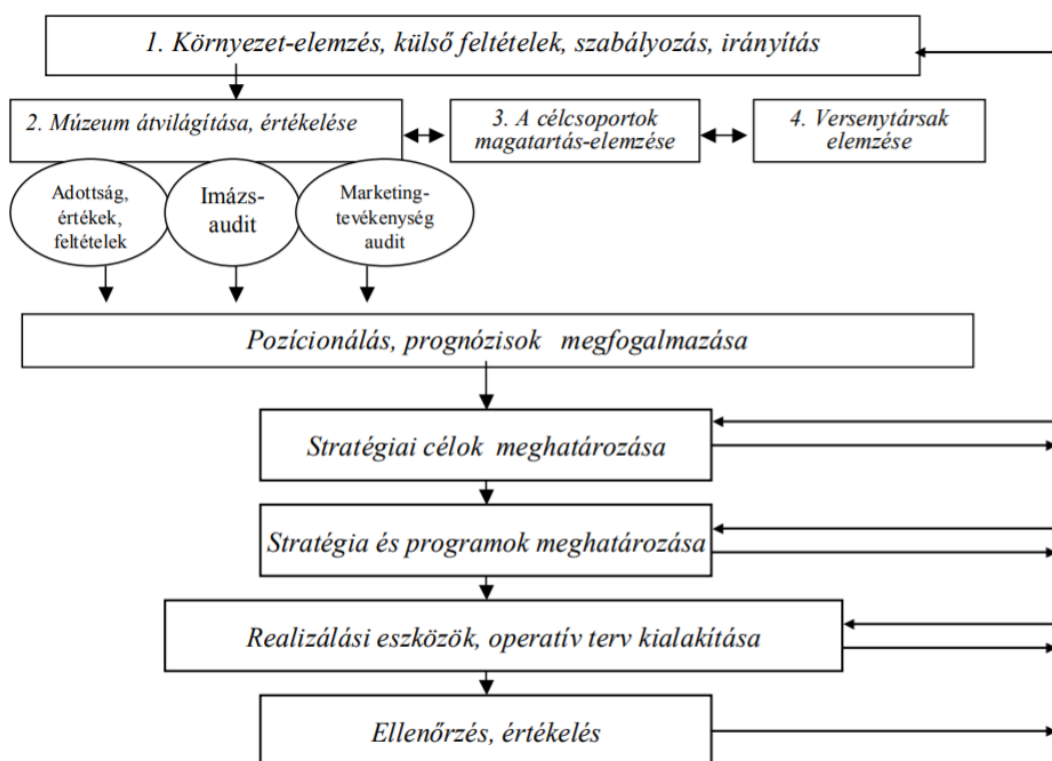 1. Környezet-elemzés, külső feltételek, szabályozás, irányítás
2. Múzeum átvilágítása, értékelése
3. A célcsoportok
magatartás-elemzése
4. Versenytársak
elemzése
Adottság,
értékek,
feltételek
Imázs-
audit
Marketing-
tevékenység
audit
Pozícionálás, prognózisok megfogalmazása
Stratégiai célok meghatározása
Stratégia és programok meghatározása
Realizálási eszközök, operatív terv kialakítása
Ellenőrzés, értékelés